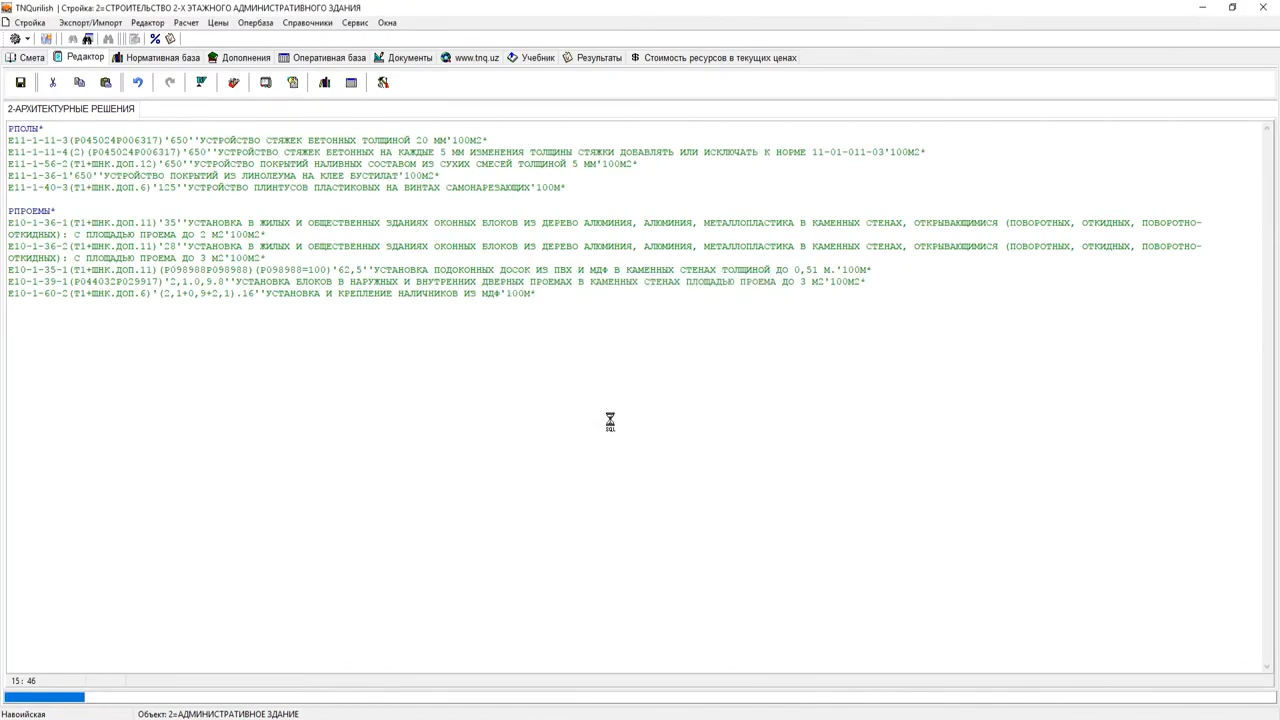 TNQurilish | Стройка: 2=СТРОИТЕЛЬСТВО 2-Х ЭТАЖНОГО АДМИНИСТРАТИВНОГО ЗДАНИЯ
Стройка Экспорт/Импорт Редактор Расчет Цены Опербаза Справочники Сервис Окна
Смета Редактор Нормативная база Дополнения Оперативная база Документы www.tnq.uz Учебник Результаты $ Стоимость ресурсов в текущих ценах
2-АРХИТЕКТУРНЫЕ РЕШЕНИЯ
РПОЛЫ*
Е11-1-11-3(Р045024Р006317)'650''УСТРОЙСТВО СТЯЖЕК БЕТОННЫХ ТОЛЩИНОЙ 20 ММ'100М2*
Е11-1-11-4(2)(Р045024Р006317)'650''УСТРОЙСТВО СТЯЖЕК БЕТОННЫХ НА КАЖДЫЕ 5 ММ ИЗМЕНЕНИЯ ТОЛЩИНЫ СТЯЖКИ ДОБАВЛЯТЬ ИЛИ ИСКЛЮЧАТЬ К НОРМЕ 11-01-011-03'100М2*
Е11-1-56-2(Т1+ШНК.ДОП.12)'650''УСТРОЙСТВО ПОКРЫТИЙ НАЛИВНЫХ СОСТАВОМ ИЗ СУХИХ СМЕСЕЙ ТОЛЩИНОЙ 5 ММ'100М2*
Е11-1-36-1'650''УСТРОЙСТВО ПОКРЫТИЙ ИЗ ЛИНОЛЕУМА НА КЛЕЕ БУСТИЛАТ'100М2*
Е11-1-40-3(Т1+ШНК.ДОП.6)'125''УСТРОЙСТВО ПЛИНТУСОВ ПЛАСТИКОВЫХ НА ВИНТАХ САМОНАРЕЗАЮЩИХ'100М*
РПРОЕМЫ*
Е10-1-36-1(Т1+ШНК.ДОП.11)'35''УСТАНОВКА В ЖИЛЫХ И ОБЩЕСТВЕННЫХ ЗДАНИЯХ ОКОННЫХ БЛОКОВ ИЗ ДЕРЕВО АЛЮМИНИЯ, АЛЮМИНИЯ, МЕТАЛЛОПЛАСТИКА В КАМЕННЫХ СТЕНАХ, ОТКРЫВАЮЩИМИСЯ (ПОВОРОТНЫХ, ОТКИДНЫХ, ПОВОРОТНО-
ОТКИДНЫХ): С ПЛОЩАДЬЮ ПРОЕМА ДО 2 М2'100М2*
Е10-1-36-2(Т1+ШНК.ДОП.11)'28''УСТАНОВКА В ЖИЛЫХ И ОБЩЕСТВЕННЫХ ЗДАНИЯХ ОКОННЫХ БЛОКОВ ИЗ ДЕРЕВО АЛЮМИНИЯ, АЛЮМИНИЯ, МЕТАЛЛОПЛАСТИКА В КАМЕННЫХ СТЕНАХ, ОТКРЫВАЮЩИМИСЯ (ПОВОРОТНЫХ, ОТКИДНЫХ, ПОВОРОТНО-
ОТКИДНЫХ): С ПЛОЩАДЬЮ ПРОЕМА ДО 3 М2'100М2*
Е10-1-35-1(Т1+ШНК.ДОП.11)(Р098988Р098988)(Р098988=100)'62,5''УСТАНОВКА ПОДОКОННЫХ ДОСОК ИЗ ПВХ И МДФ В КАМЕННЫХ СТЕНАХ ТОЛЩИНОЙ ДО 0,51 М.'100М*
Е10-1-39-1(Р044032Р029917)'2,1.0,9.8''УСТАНОВКА БЛОКОВ В НАРУЖНЫХ И ВНУТРЕННИХ ДВЕРНЫХ ПРОЕМАХ В КАМЕННЫХ СТЕНАХ ПЛОЩАДЬЮ ПРОЕМА ДО 3 М2'100М2*
Е10-1-60-2(Т1+ШНК.ДОП.6)'(2,1+0,9+2,1).16''УСТАНОВКА И КРЕПЛЕНИЕ НАЛИЧНИКОВ ИЗ МДФ'100М*
SQL
15: 46
Навоийская Объект: 2=АДМИНИСТРАТИВНОЕ ЗДАНИЕ